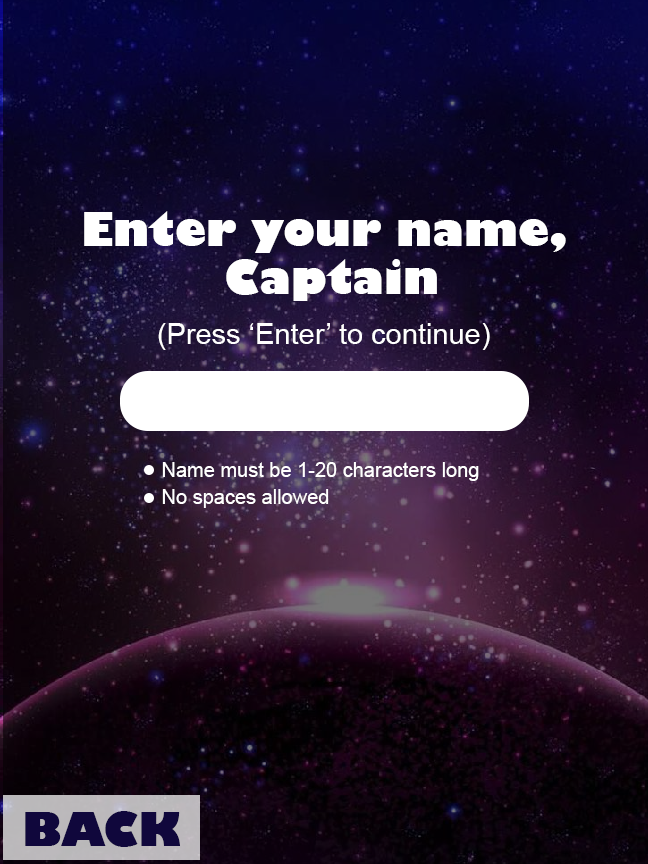 Enter your name,
Captain
(Press ‘Enter’ to continue)
● Name must be 1-20 characters long
● No spaces allowed
BACK